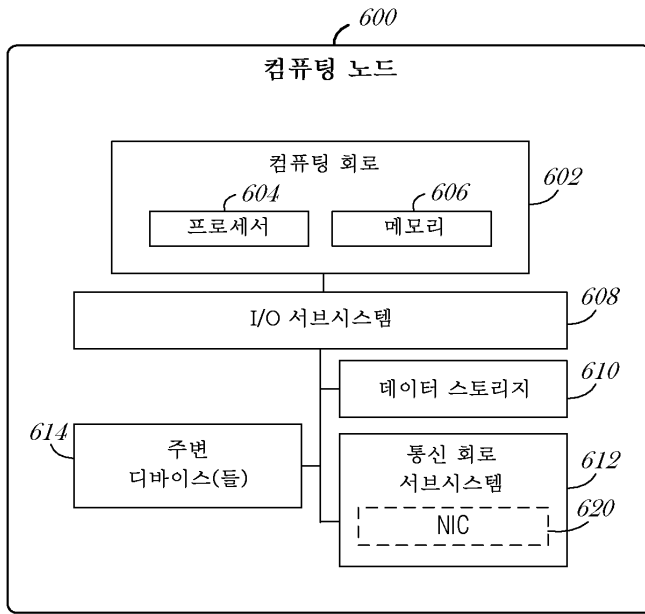 600
컴퓨팅 노드
컴퓨팅 회로
602
604
606
프로세서
메모리
I/O 서브시스템
608
데이터 스토리지
610
614
주변
디바이스(들)
통신 회로
서브시스템
612
NIC
620